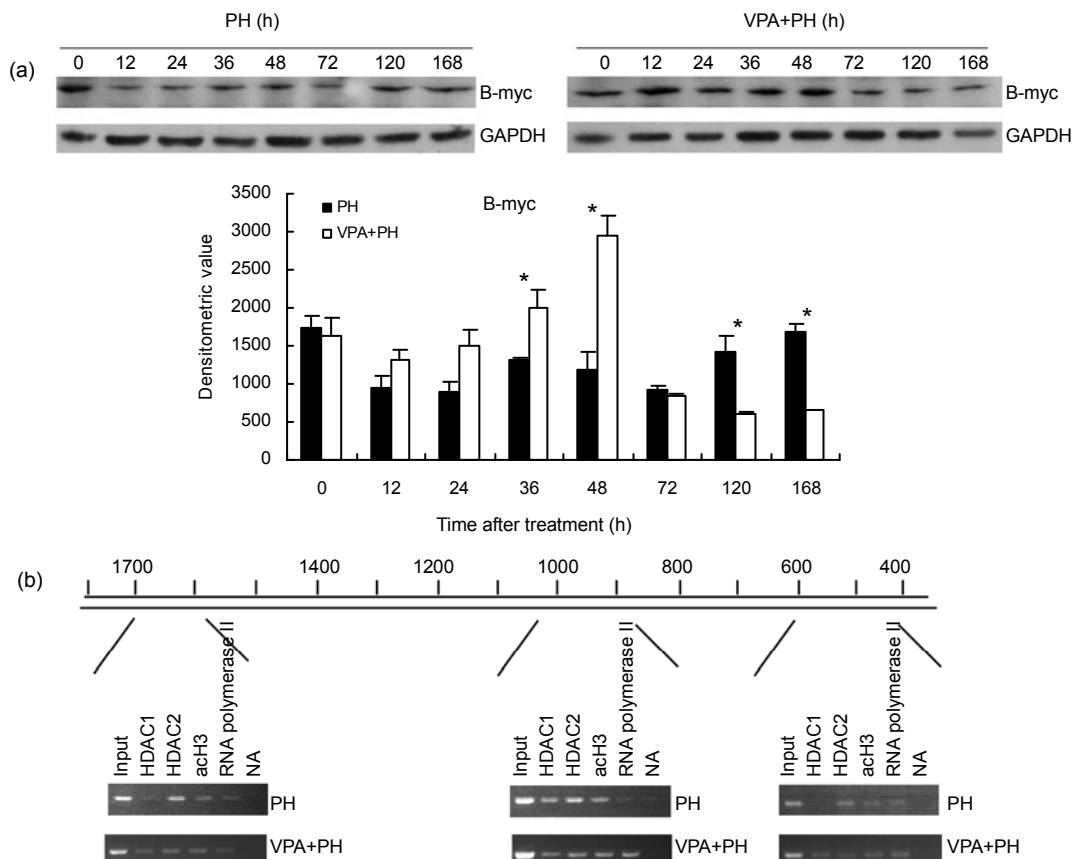 PH (h)
VPA+PH (h)
(a)
0 12 24 36 48 72 120 168
0 12 24 36 48 72 120 168
B-myc
B-myc
GAPDH
GAPDH
3500
3000
2500
2000
1500
1000
500
0
Densitometric value
PH
VPA+PH
B-myc
*
*
*
*
0 12 24 36 48 72 120 168
Time after treatment (h)
(b)
1700 1400 1200 1000 800 600 400
Input
HDAC1
HDAC2
acH3
RNA polymerase II
NA
PH
VPA+PH
Input
HDAC1
HDAC2
acH3
RNA polymerase II
NA
PH
VPA+PH
Input
HDAC1
HDAC2
acH3
RNA polymerase II
NA
PH
VPA+PH